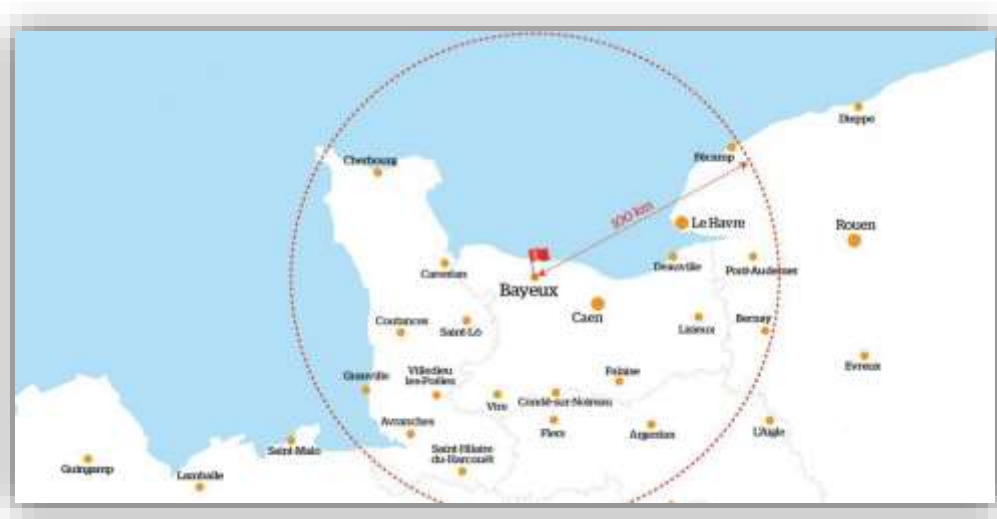 Dieppe
Fécamp
Cherbourg
100 km
Le Havre
Rouen
Carentan
Deauville
Pont-Audemer
Bayeux
Caen
Coutances
Saint-Lô
Lisieux
Bernay
Evreux
Granville
Villedieu
les-Poëles
Falaise
Vire
Condé-sur-Noireau
Avranches
Flers
Argentan
L'Aigle
Saint-Malo
Saint-Hilaire
du-Harcouët
Guingamp
Lamballe